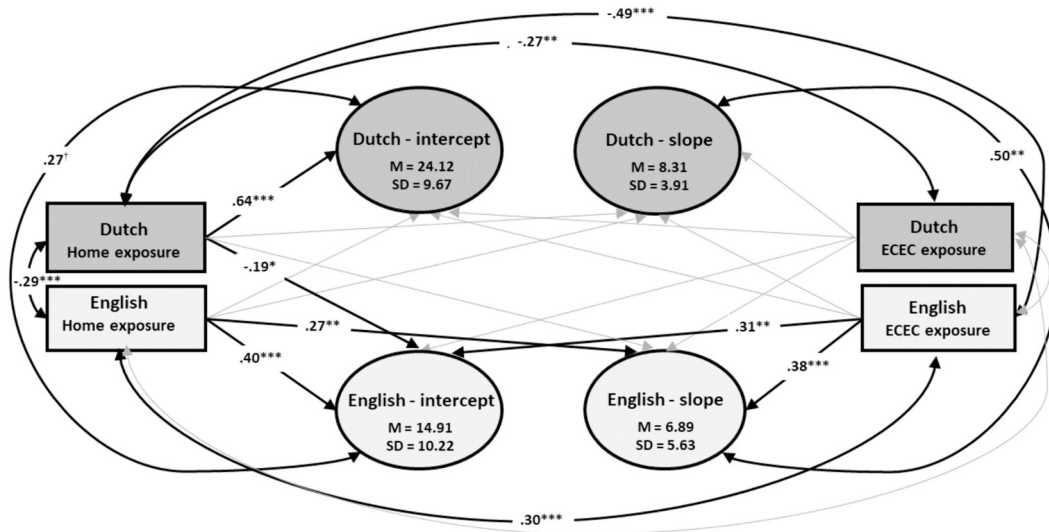 -.49***
. -.27**
Dutch - intercept
M = 24.12
SD = 9.67
Dutch - slope
M = 8.31
SD = 3.91
.27†
.50**
.64***
Dutch
Home exposure
Dutch
ECEC exposure
-.19*
-.29***
English
Home exposure
English
ECEC exposure
.27**
.31**
.40***
.38***
English - intercept
M = 14.91
SD = 10.22
English - slope
M = 6.89
SD = 5.63
.30***